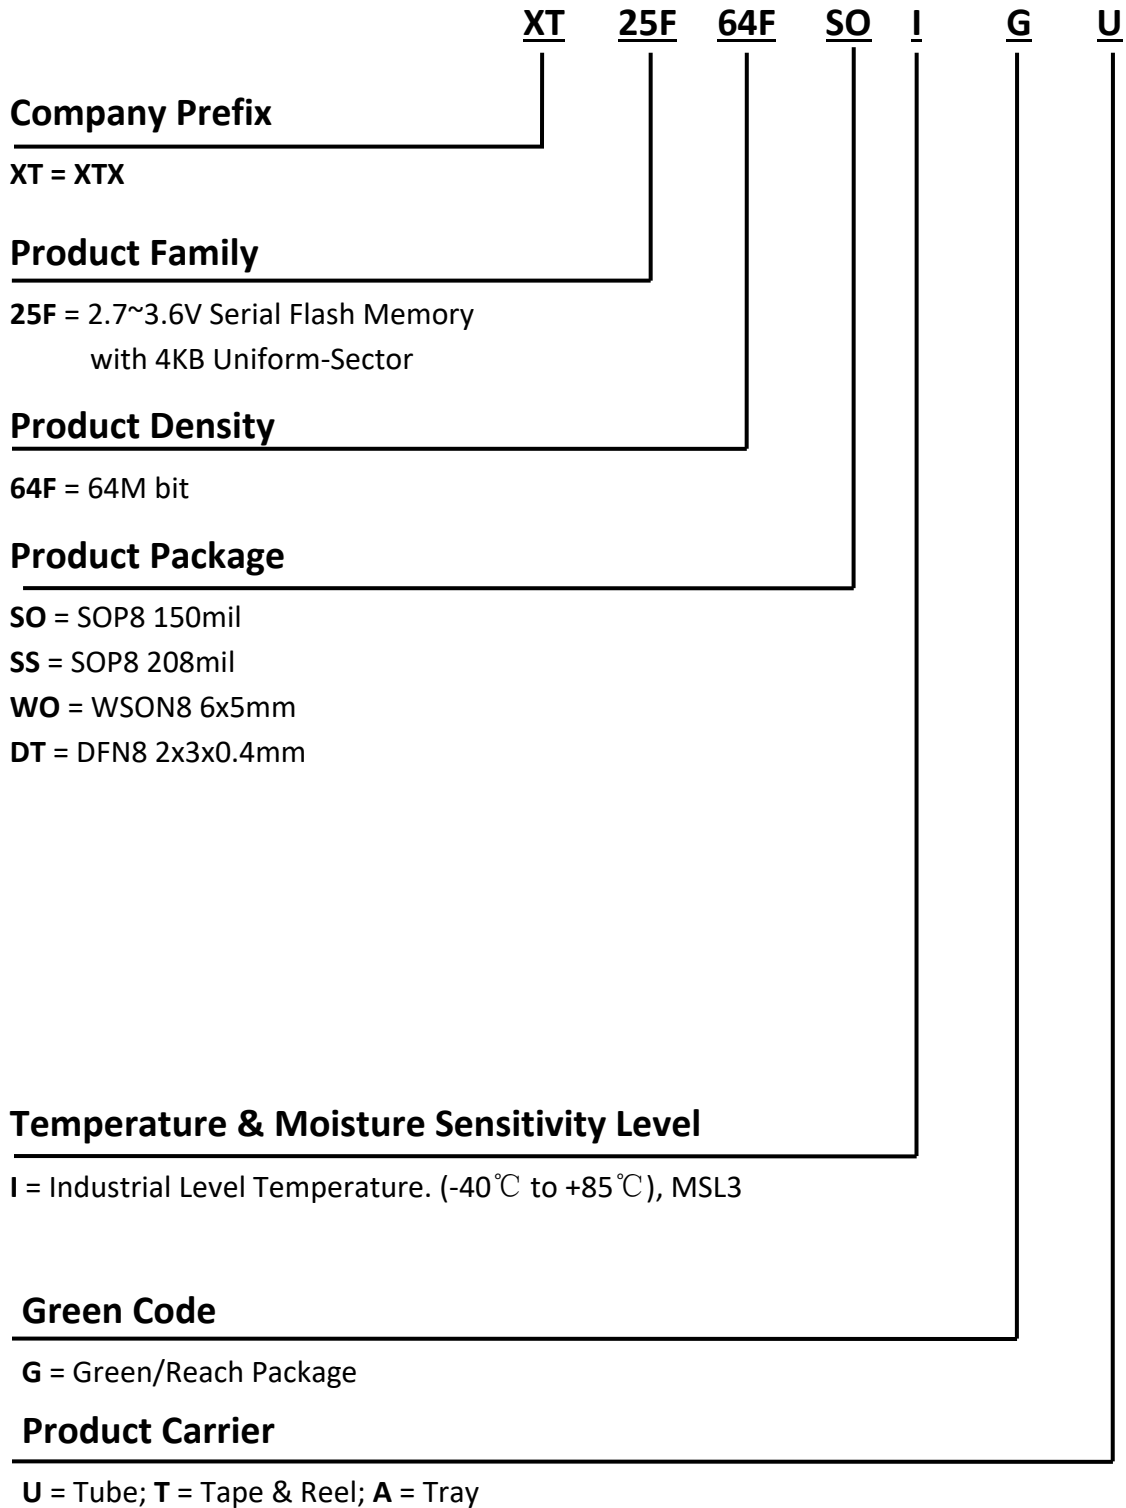 XT 25F 64F SO I G U
Company Prefix
XT = XTX
Product Family
25F = 2.7~3.6V Serial Flash Memory
with 4KB Uniform-Sector
Product Density
64F = 64M bit
Product Package
SO = SOP8 150mil
SS = SOP8 208mil
WO = WSON8 6x5mm
DT = DFN8 2x3x0.4mm
Temperature & Moisture Sensitivity Level
I = Industrial Level Temperature. (-40℃ to +85℃), MSL3
Green Code
G = Green/Reach Package
Product Carrier
U = Tube; T = Tape & Reel; A = Tray